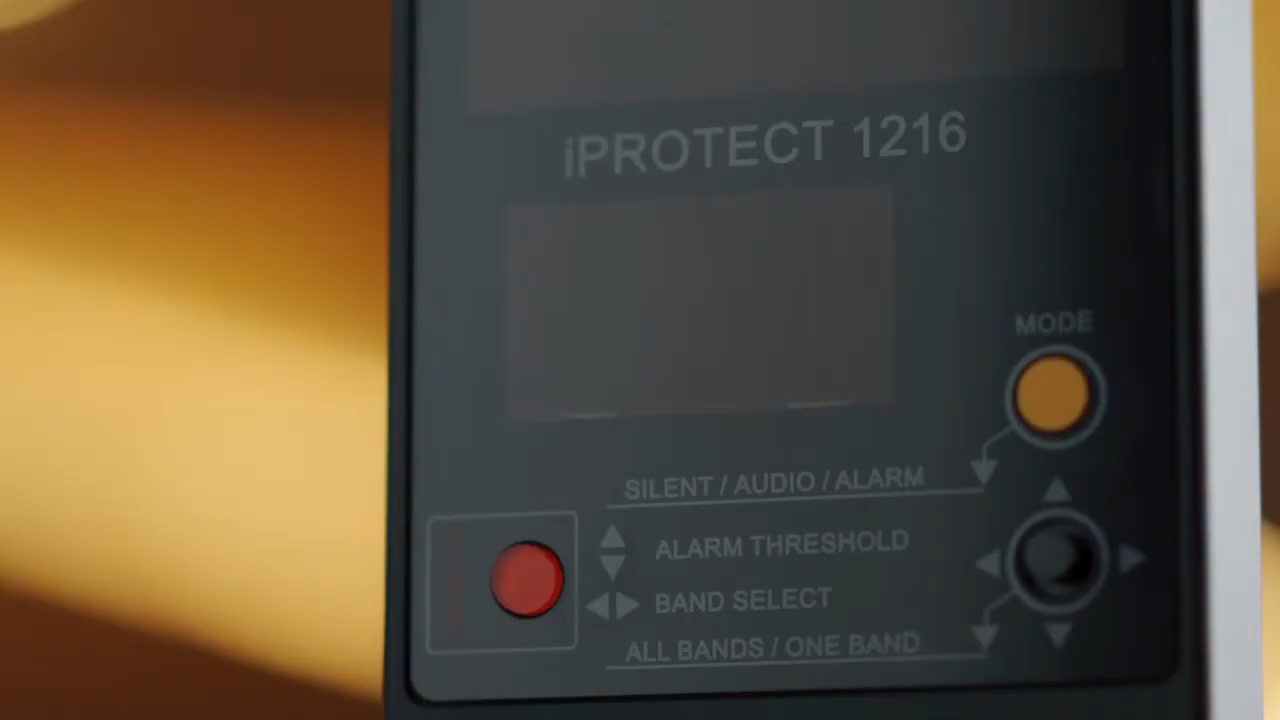 iPROTECT 1216
MODE
SILENT / AUDIO / ALARM
ALARM THRESHOLD
BAND SELECT
ALL BANDS / ONE BAND